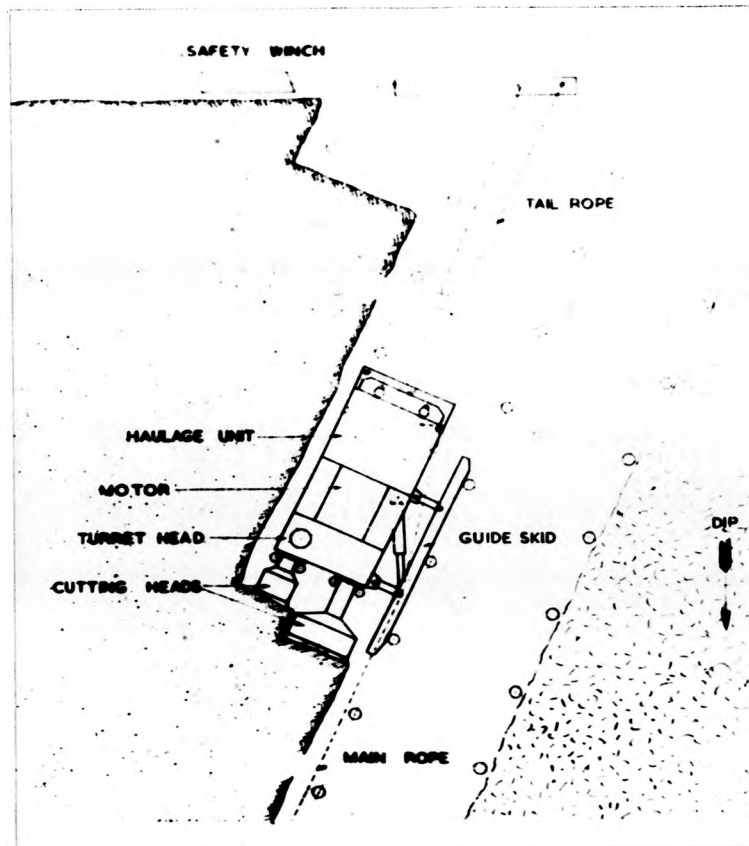 SAFETY WINCH
TAIL ROPE
HAULAGE UNIT
MOTOR
TURRET HEAD
GUIDE SKID
DIP
CUTTING HEADS
MAIN ROPE